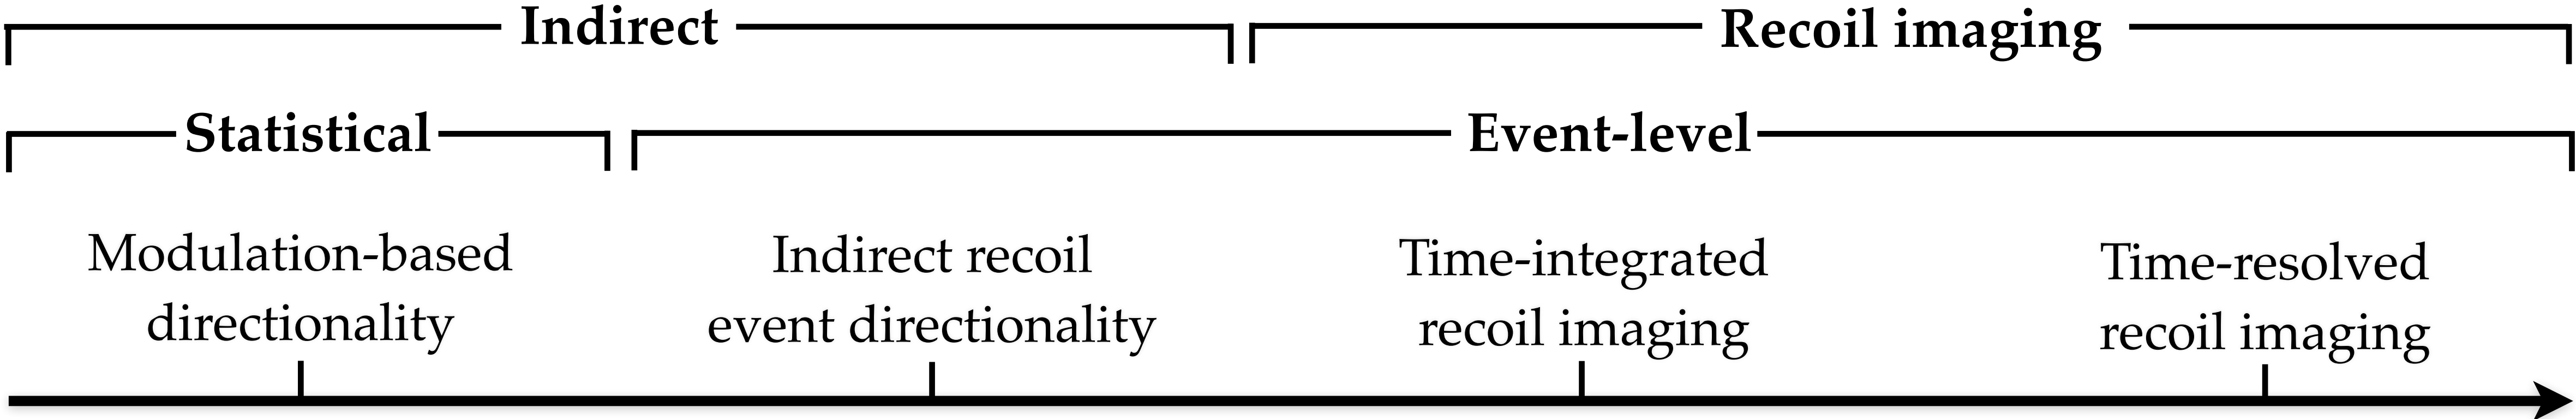 Indirect
Recoil imaging
Statistical
Event-level
Modulation-based
directionality
Indirect recoil
event directionality
Time-integrated
recoil imaging
Time-resolved
recoil imaging